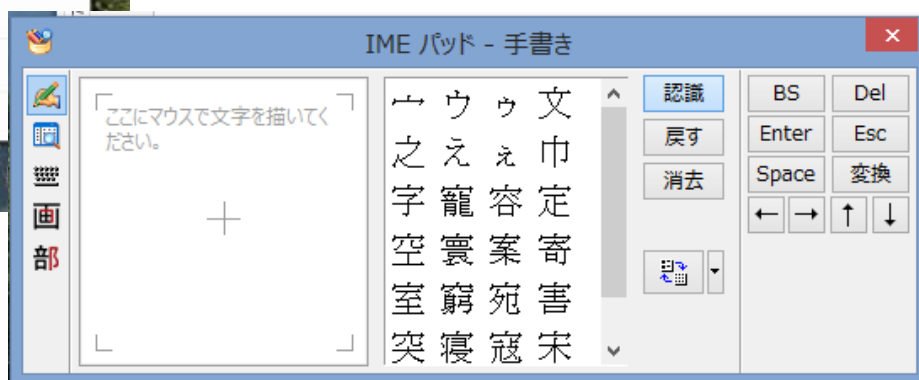 IME パッド - 手書き
ここにマウスで文字を描いてく
ださい。
画
部
宀 ウ ゥ 文
之 え ぇ 巾
字 寵 容 定
空 寰 案 寄
室 窮 宛 害
突 寝 寇 宋
認識
戻す
消去
BS Del
Enter Esc
Space 変換
← → ↑ ↓